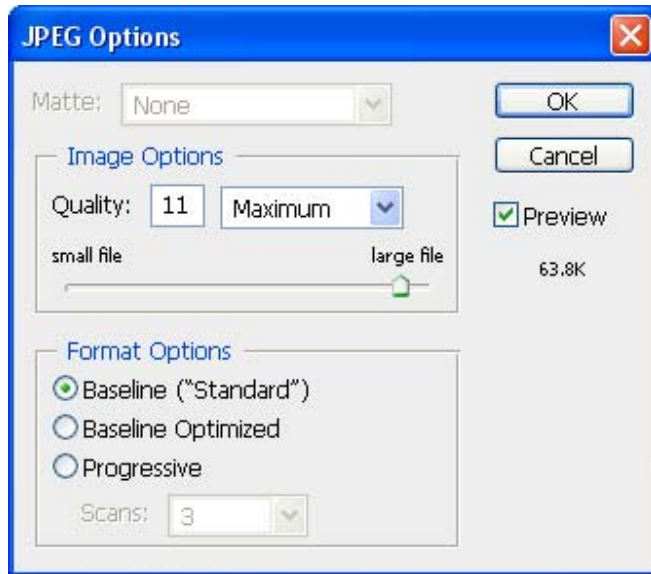 JPEG Options
Matte: None
OK
Image Options
Cancel
Quality: 11 Maximum
Preview
small file large file
63.8K
Format Options
Baseline ("Standard")
Baseline Optimized
Progressive
Scans: 3